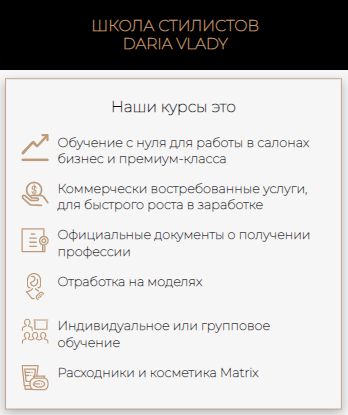 ШКОЛА СТИЛИСТОВ
DARIA VLADY
Наши курсы это
Обучение с нуля для работы в салонах
бизнес и премиум-класса
Коммерчески востребованные услуги,
для быстрого роста в заработке
Официальные документы о получении
профессии
Отработка на моделях
Индивидуальное или групповое
обучение
Расходники и косметика Matrix